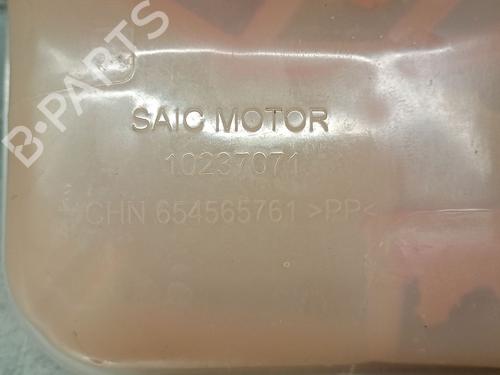 B-PARTS
SAIC MOTOR
10237071
CHN 654565761 >PP<